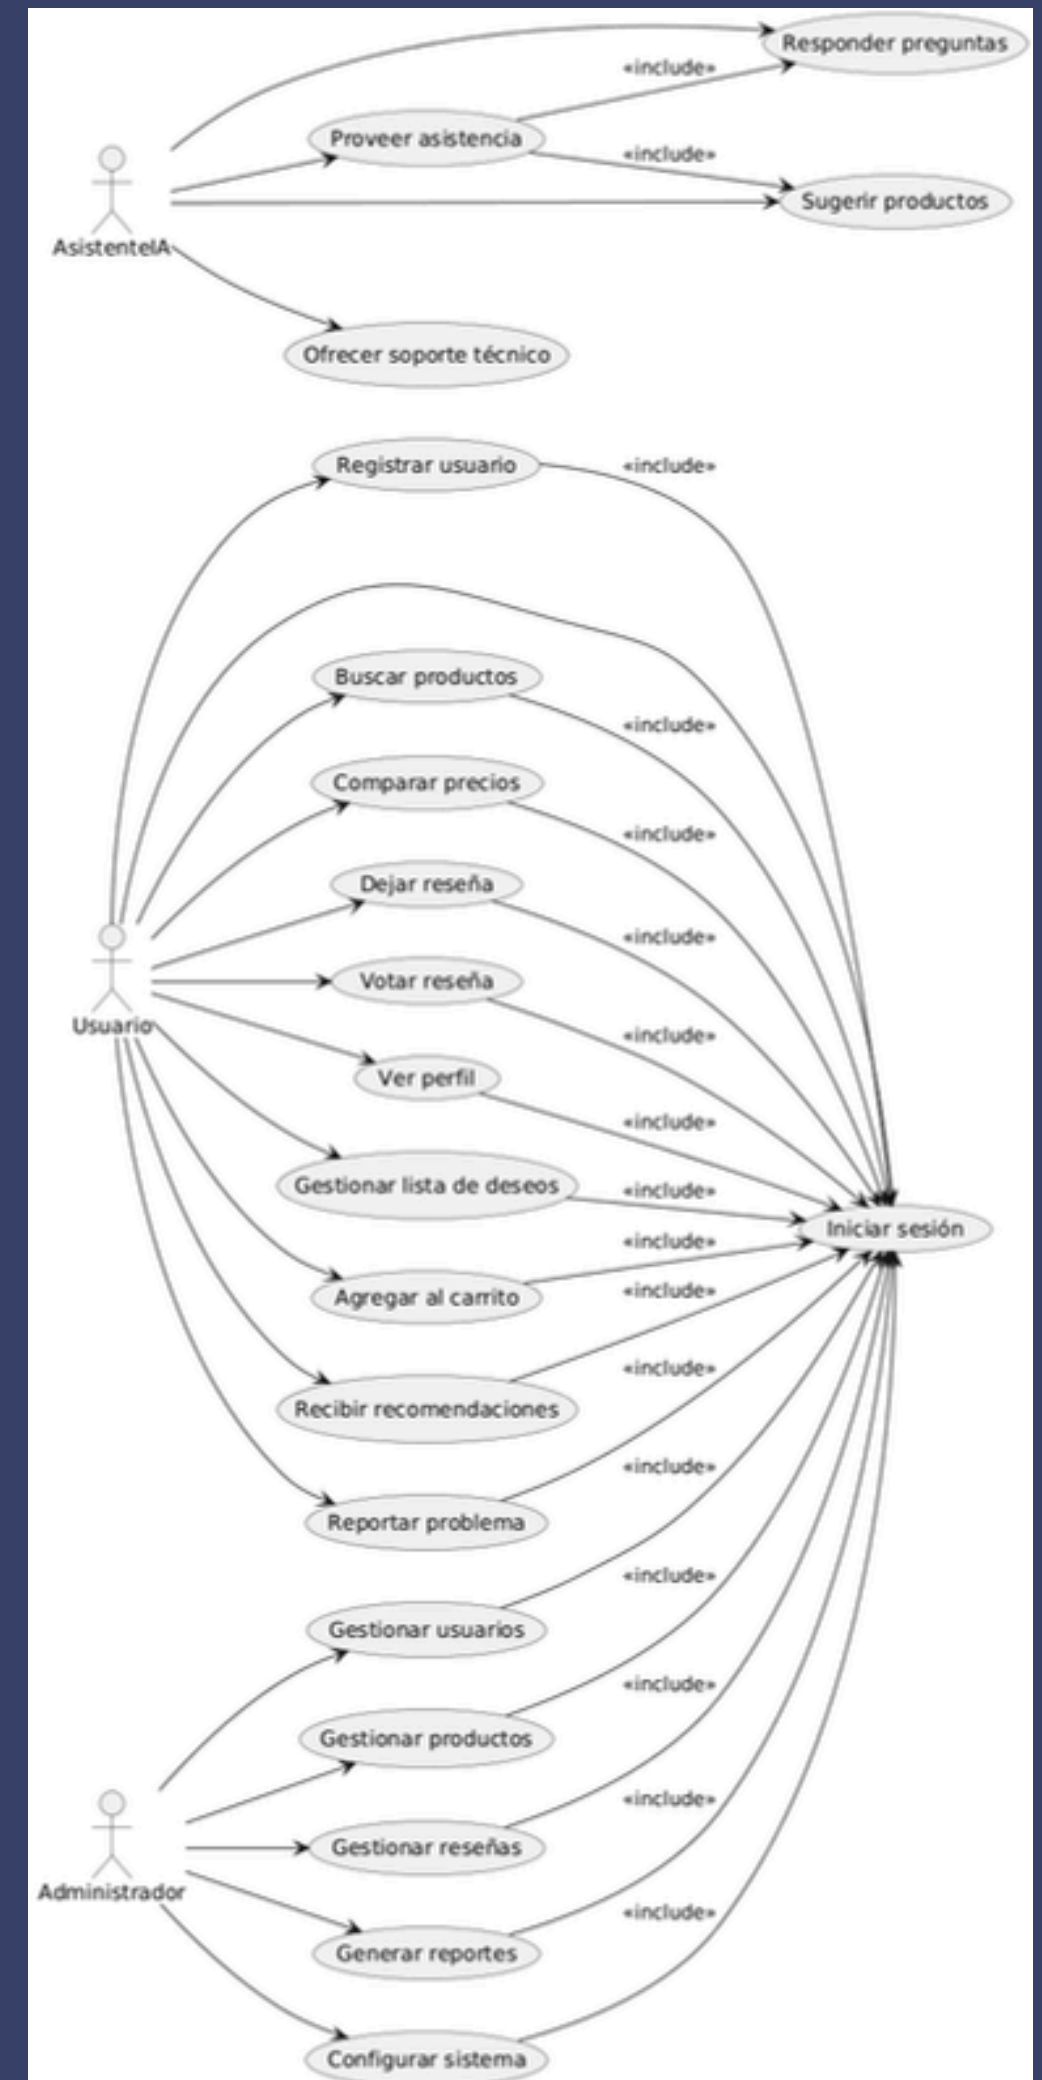 Responder preguntas
«include»
Proveer asistencia
«include»
Sugerir productos
AsistenteIA
Ofrecer soporte técnico
Registrar usuario
«include»
Buscar productos
«include»
Comparar precios
«include»
Dejar reseña
«include»
Votar reseña
Usuario
«include»
Ver perfil
«include»
Gestionar lista de deseos
«include»
Iniciar sesión
«include»
Agregar al carrito
«include»
«include»
Recibir recomendaciones
«include»
Reportar problema
«include»
Gestionar usuarios
«include»
Gestionar productos
«include»
Gestionar reseñas
Administrador
«include»
Generar reportes
Configurar sistema